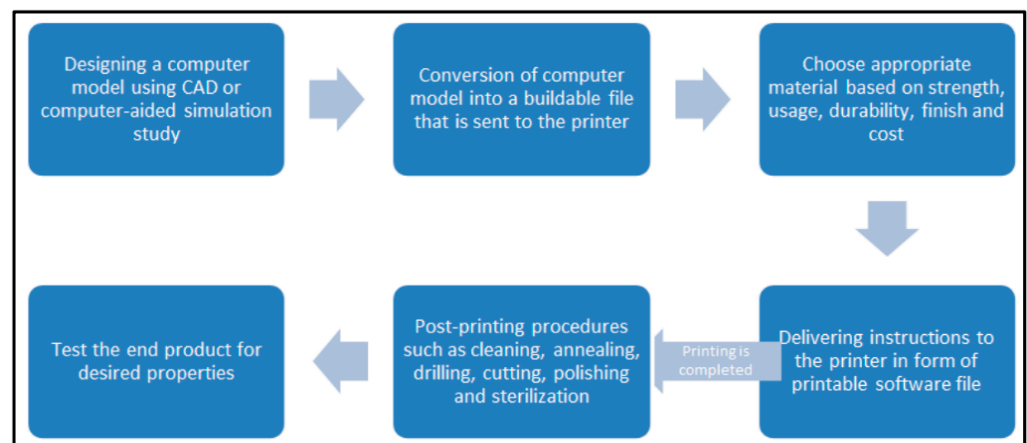 Designing a computer
model using CAD or
computer-aided simulation
study
Conversion of computer
model into a buildable file
that is sent to the printer
Choose appropriate
material based on strength,
usage, durability, finish and
cost
Delivering instructions to
the printer in form of
printable software file
Printing is
completed
Post-printing procedures
such as cleaning, annealing,
drilling, cutting, polishing
and sterilization
Test the end product for
desired properties